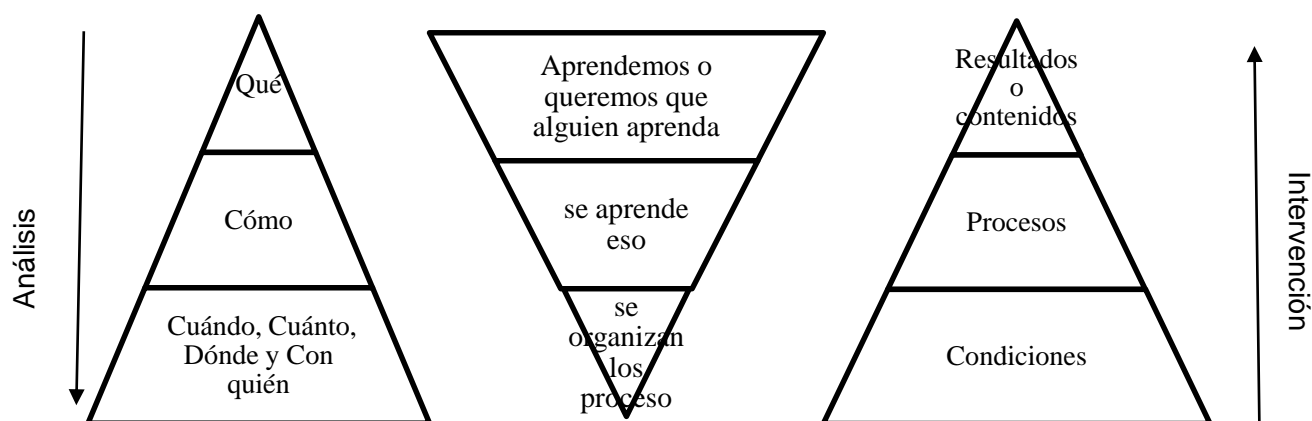 Análisis
Qué
Cómo
Cuándo, Cuánto,
Dónde y Con
quién
Aprendemos o
queremos que
alguien aprenda
se aprende
eso
se
organizan
los
proceso
Resultados
o
contenidos
Procesos
Condiciones
Intervención